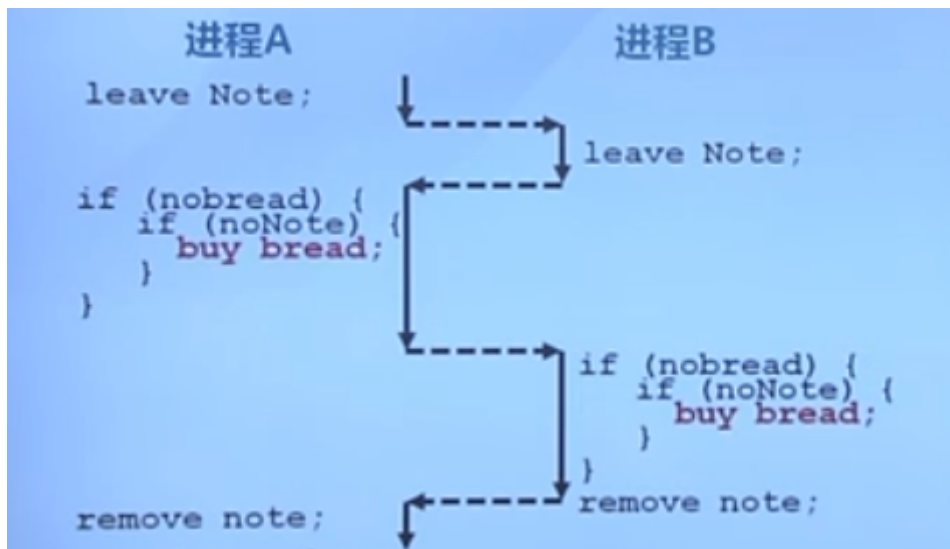 进程A
leave Note;
if (nobread) {
if (noNote) {
buy bread;
}
}
remove note;
进程B
leave Note;
if (nobread) {
if (noNote) {
buy bread;
}
}
remove note;